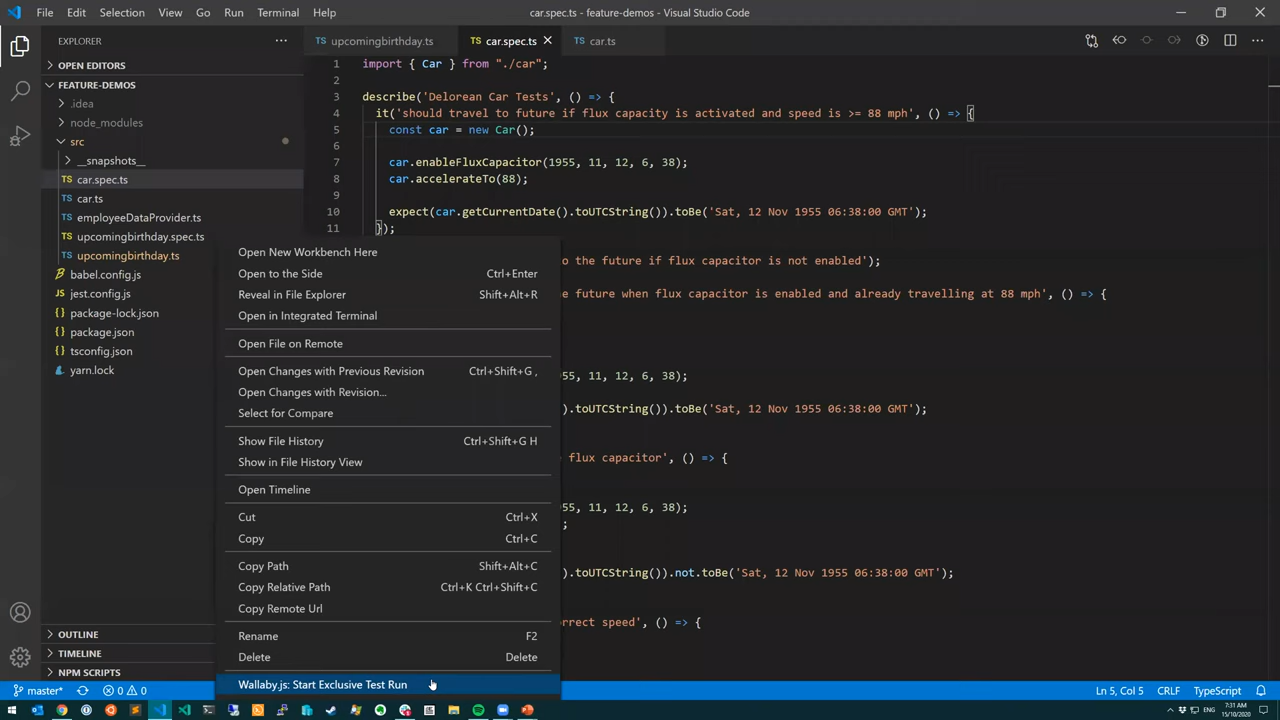 File Edit Selection View Go Run Terminal Help car.spec.ts - feature-demos - Visual Studio Code
EXPLORER ···
TS upcomingbirthday.ts TS car.spec.ts TS car.ts
OPEN EDITORS
FEATURE-DEMOS
.idea
node_modules
src
__snapshots__
TS car.spec.ts
TS car.ts
TS employeeDataProvider.ts
TS upcomingbirthday.spec.ts
TS upcomingbirthday.ts
babel.config.js
JS jest.config.js
package-lock.json
package.json
tsconfig.json
yarn.lock
OUTLINE
TIMELINE
NPM SCRIPTS
1 import { Car } from "./car";
2
3 describe('Delorean Car Tests', () => {
4 it('should travel to future if flux capacity is activated and speed is >= 88 mph', () => {
5 const car = new Car();
6
7 car.enableFluxCapacitor(1955, 11, 12, 6, 38);
8 car.accelerateTo(88);
9
10 expect(car.getCurrentDate().toUTCString()).toBe('Sat, 12 Nov 1955 06:38:00 GMT');
11 });
to the future if flux capacitor is not enabled');
e future when flux capacitor is enabled and already travelling at 88 mph', () => {
55, 11, 12, 6, 38);
).toUTCString()).toBe('Sat, 12 Nov 1955 06:38:00 GMT');
flux capacitor', () => {
55, 11, 12, 6, 38);
;
).toUTCString()).not.toBe('Sat, 12 Nov 1955 06:38:00 GMT');
orrect speed', () => {
Open New Workbench Here
Open to the Side Ctrl+Enter
Reveal in File Explorer Shift+Alt+R
Open in Integrated Terminal
Open File on Remote
Open Changes with Previous Revision Ctrl+Shift+G ,
Open Changes with Revision...
Select for Compare
Show File History Ctrl+Shift+G H
Show in File History View
Open Timeline
Cut Ctrl+X
Copy Ctrl+C
Copy Path Shift+Alt+C
Copy Relative Path Ctrl+K Ctrl+Shift+C
Copy Remote Url
Rename F2
Delete Delete
Wallaby.js: Start Exclusive Test Run
master* 0 0 Ln 5, Col 5 CRLF TypeScript
ENG 7:31 AM
15/10/2020